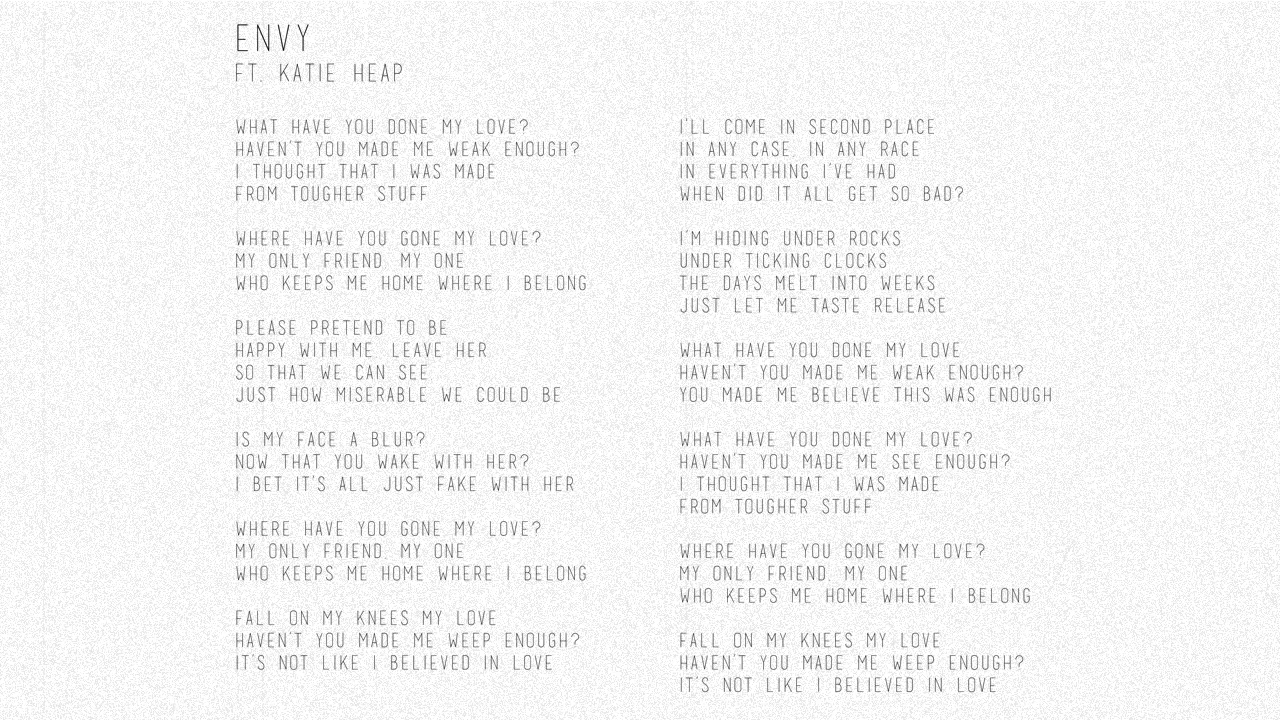 ENVY
FT. KATIE HEAP
WHAT HAVE YOU DONE MY LOVE?
HAVEN'T YOU MADE ME WEAK ENOUGH?
I THOUGHT THAT I WAS MADE
FROM TOUGHER STUFF
WHERE HAVE YOU GONE MY LOVE?
MY ONLY FRIEND, MY ONE
WHO KEEPS ME HOME WHERE I BELONG
PLEASE PRETEND TO BE
HAPPY WITH ME, LEAVE HER
SO THAT WE CAN SEE
JUST HOW MISERABLE WE COULD BE
IS MY FACE A BLUR?
NOW THAT YOU WAKE WITH HER?
I BET IT'S ALL JUST FAKE WITH HER
WHERE HAVE YOU GONE MY LOVE?
MY ONLY FRIEND, MY ONE
WHO KEEPS ME HOME WHERE I BELONG
FALL ON MY KNEES MY LOVE
HAVEN'T YOU MADE ME WEEP ENOUGH?
IT'S NOT LIKE I BELIEVED IN LOVE
I'LL COME IN SECOND PLACE
IN ANY CASE, IN ANY RACE
IN EVERYTHING I'VE HAD
WHEN DID IT ALL GET SO BAD?
I'M HIDING UNDER ROCKS
UNDER TICKING CLOCKS
THE DAYS MELT INTO WEEKS
JUST LET ME TASTE RELEASE
WHAT HAVE YOU DONE MY LOVE
HAVEN'T YOU MADE ME WEAK ENOUGH?
YOU MADE ME BELIEVE THIS WAS ENOUGH
WHAT HAVE YOU DONE MY LOVE?
HAVEN'T YOU MADE ME SEE ENOUGH?
I THOUGHT THAT I WAS MADE
FROM TOUGHER STUFF
WHERE HAVE YOU GONE MY LOVE?
MY ONLY FRIEND, MY ONE
WHO KEEPS ME HOME WHERE I BELONG
FALL ON MY KNEES MY LOVE
HAVEN'T YOU MADE ME WEEP ENOUGH?
IT'S NOT LIKE I BELIEVED IN LOVE